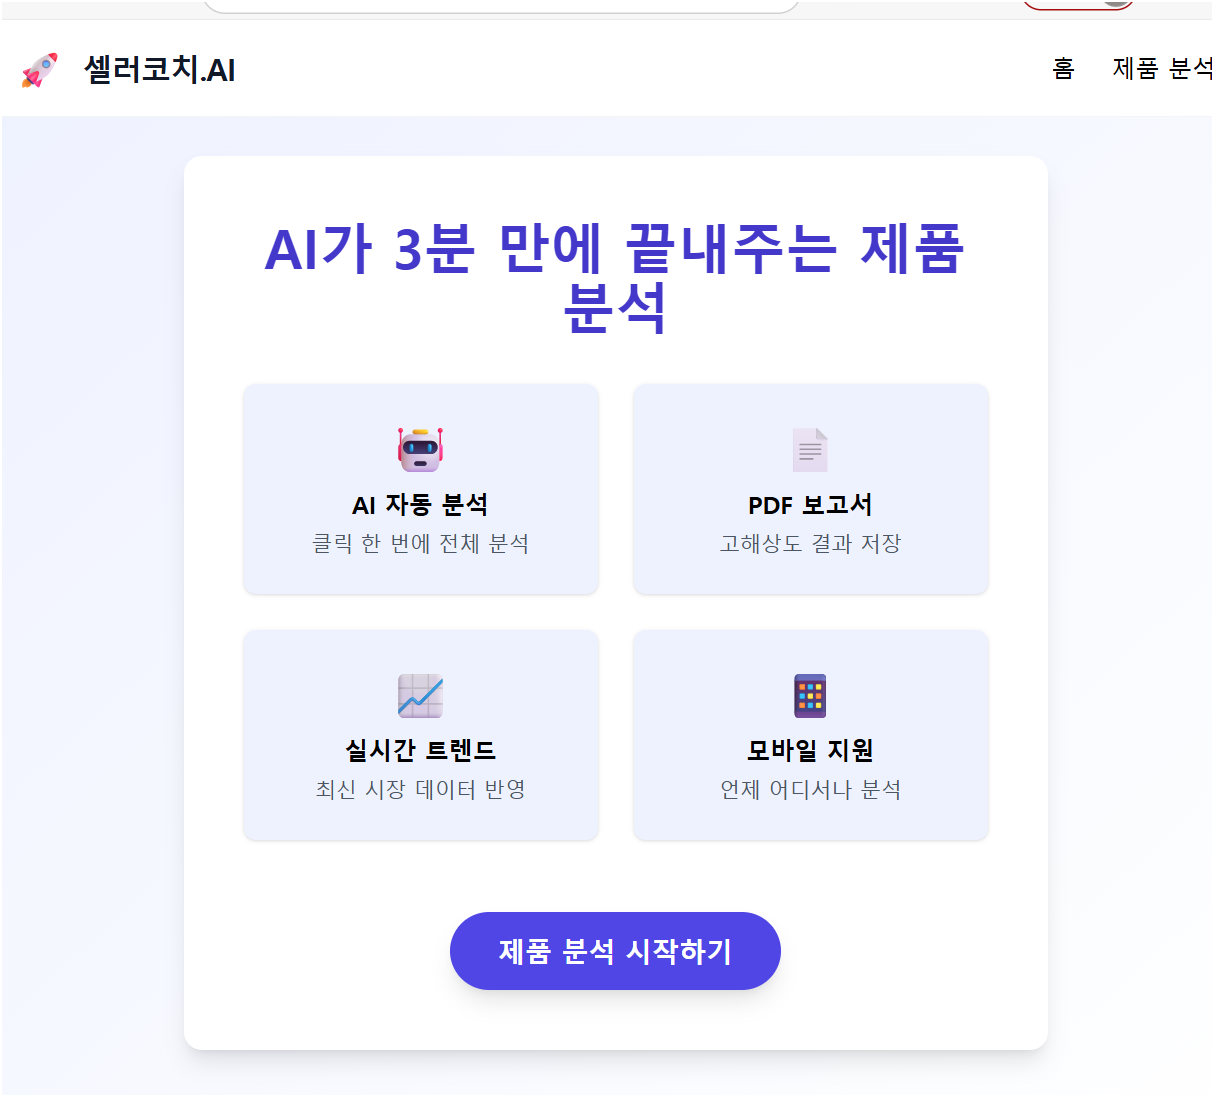 셀러코치.AI
홈 제품 분석
AI가 3분 만에 끝내주는 제품
분석
AI 자동 분석
클릭 한 번에 전체 분석
PDF 보고서
고해상도 결과 저장
실시간 트렌드
최신 시장 데이터 반영
모바일 지원
언제 어디서나 분석
제품 분석 시작하기